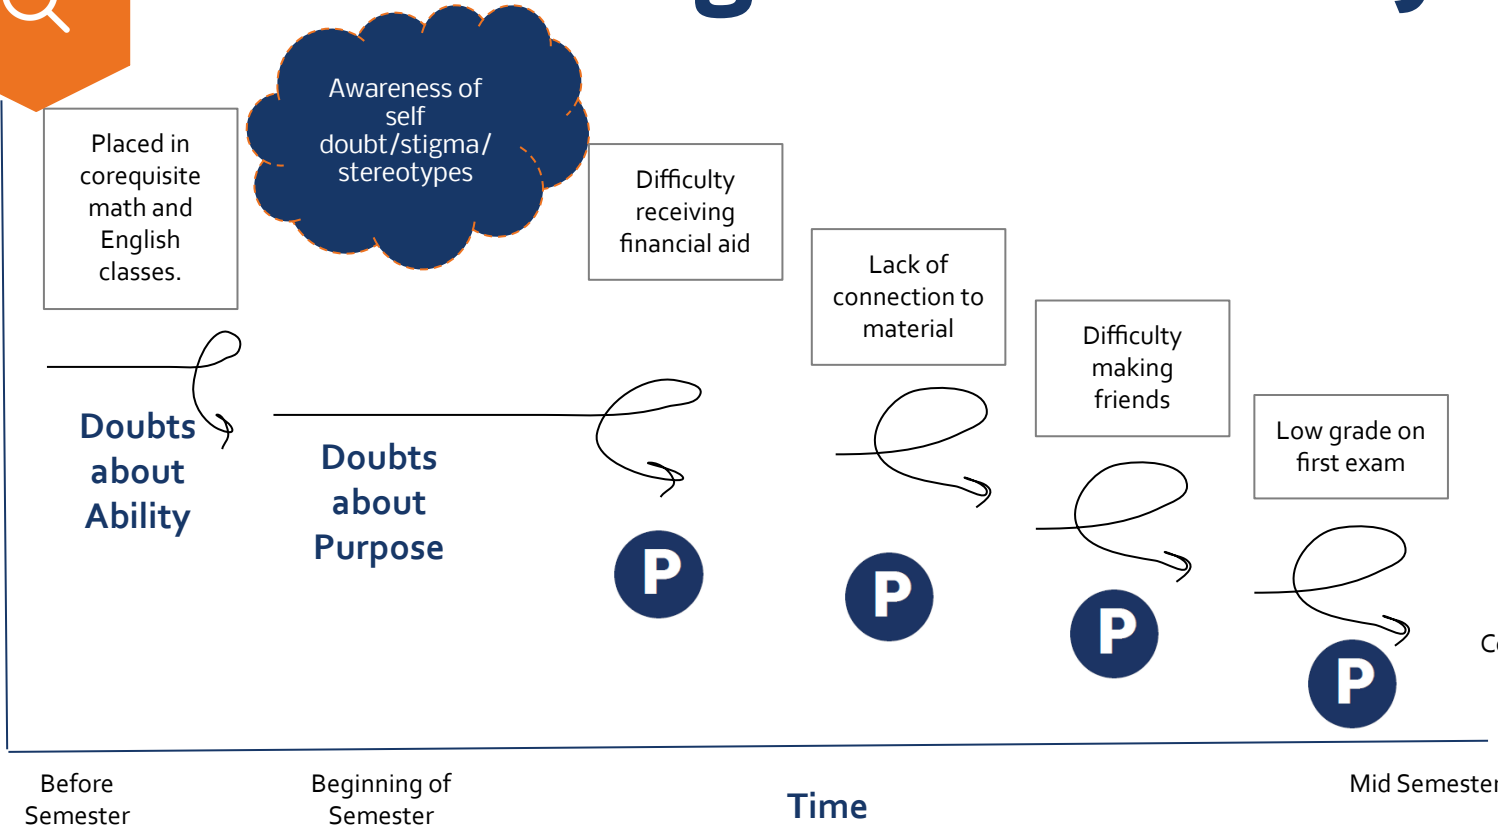 Placed in
corequisite
math and
English
classes.
Awareness of
self
doubt/stigma/
stereotypes
Difficulty
receiving
financial aid
Lack of
connection to
material
Difficulty
making
friends
Low grade on
first exam
Doubts
about
Ability
Doubts
about
Purpose
P
P
P
P
Before
Semester
Beginning of
Semester
Time
Mid Semester